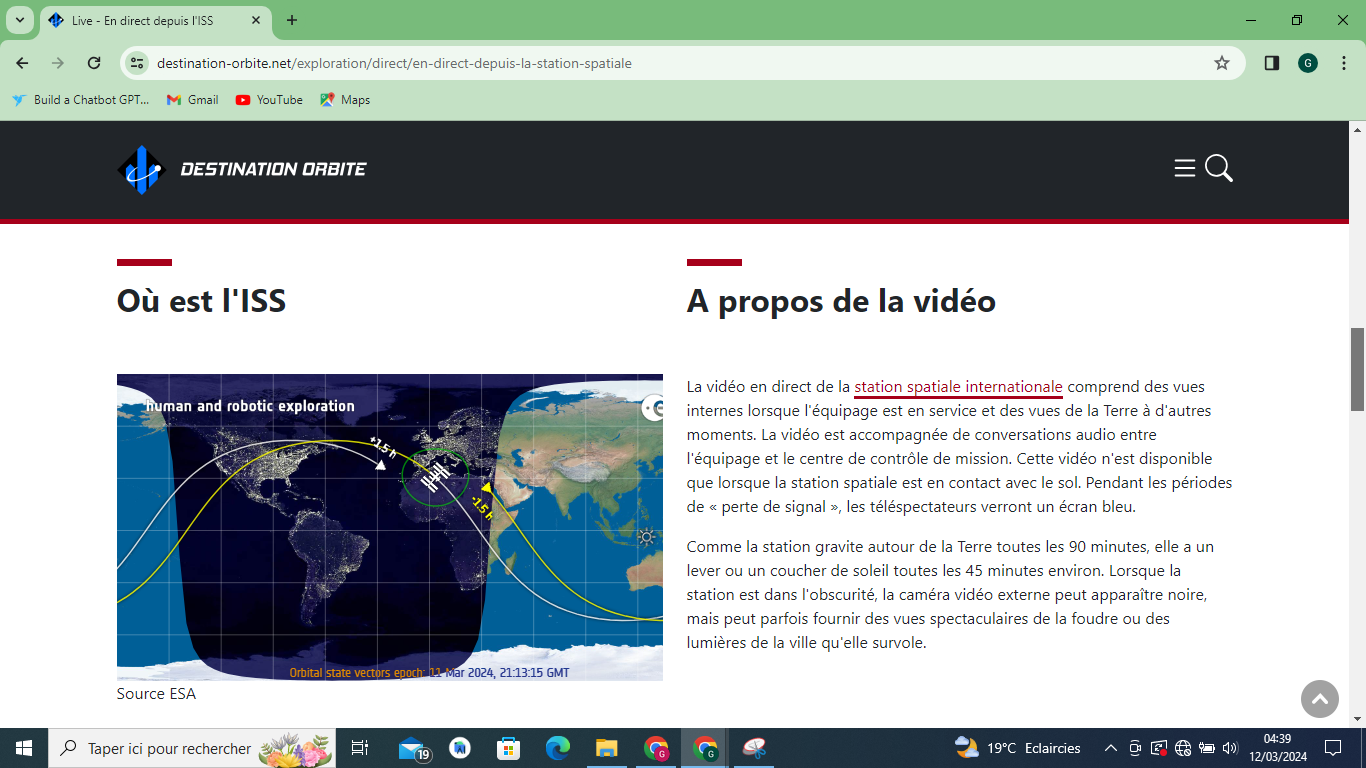 Live - En direct depuis l'ISS
destination-orbite.net/exploration/direct/en-direct-depuis-la-station-spatiale
G
Build a Chatbot GPT...
Gmail
YouTube
Maps
DESTINATION ORBITE
Où est l'ISS
human and robotic exploration
+1.5 h
-1.5 h
Orbital state vectors epoch: 11 Mar 2024, 21:13:15 GMT
Source ESA
A propos de la vidéo
La vidéo en direct de la station spatiale internationale comprend des vues
internes lorsque l'équipage est en service et des vues de la Terre à d'autres
moments. La vidéo est accompagnée de conversations audio entre
l'équipage et le centre de contrôle de mission. Cette vidéo n'est disponible
que lorsque la station spatiale est en contact avec le sol. Pendant les périodes
de « perte de signal », les téléspectateurs verront un écran bleu.
Comme la station gravite autour de la Terre toutes les 90 minutes, elle a un
lever ou un coucher de soleil toutes les 45 minutes environ. Lorsque la
station est dans l'obscurité, la caméra vidéo externe peut apparaître noire,
mais peut parfois fournir des vues spectaculaires de la foudre ou des
lumières de la ville qu'elle survole.
Taper ici pour rechercher
19
G
G
19°C Eclaircies
04:39
12/03/2024